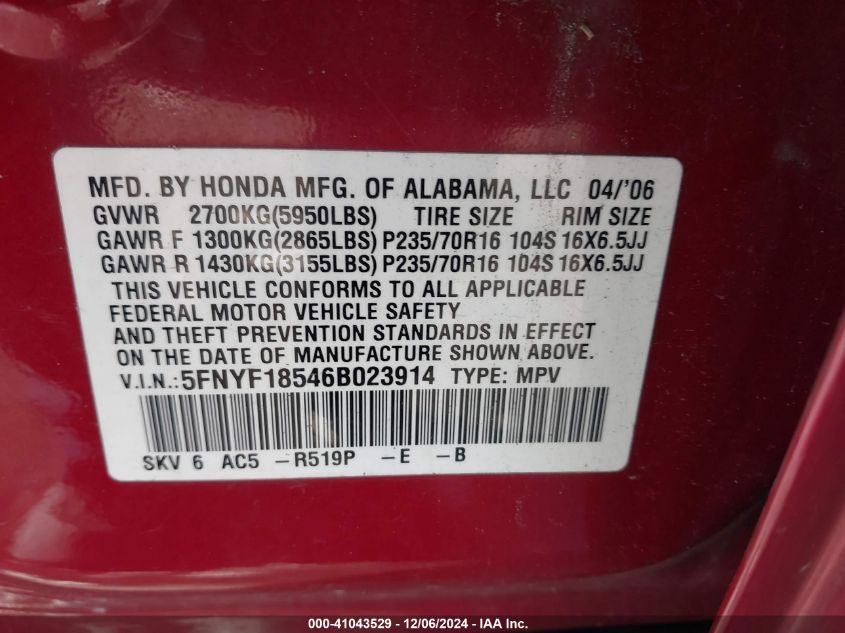 MFD. BY HONDA MFG. OF ALABAMA, LLC 04/'06
GVWR 2700KG(5950LBS) TIRE SIZE RIM SIZE
GAWR F 1300KG(2865LBS) P235/70R16 104S 16X6.5JJ
GAWR R 1430KG(3155LBS) P235/70R16 104S 16X6.5JJ
THIS VEHICLE CONFORMS TO ALL APPLICABLE
FEDERAL MOTOR VEHICLE SAFETY
AND THEFT PREVENTION STANDARDS IN EFFECT
ON THE DATE OF MANUFACTURE SHOWN ABOVE.
V.I.N.:5FNYF18546B023914 TYPE: MPV
SKV 6 AC5 -R519P -E -B
000-41043529 - 12/06/2024 - IAA Inc.